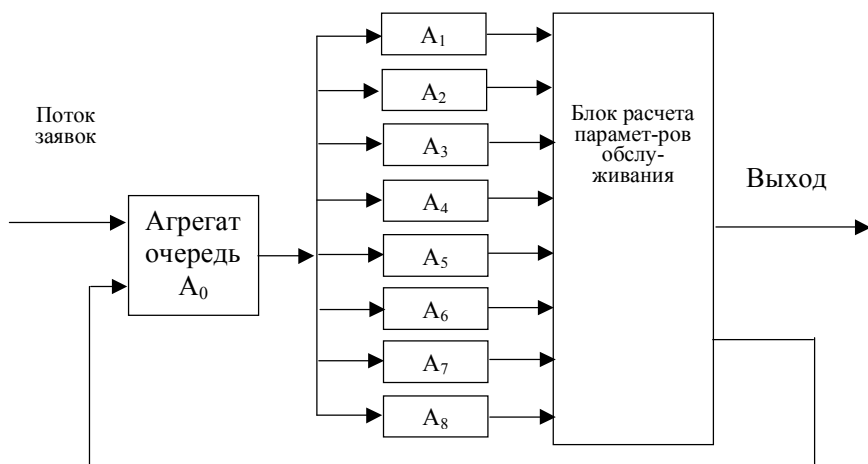 Поток
заявок
Агрегат
очередь
A₀
A₁
A₂
A₃
A₄
A₅
A₆
A₇
A₈
Блок расчета
парамет-ров
обслу-
живания
Выход